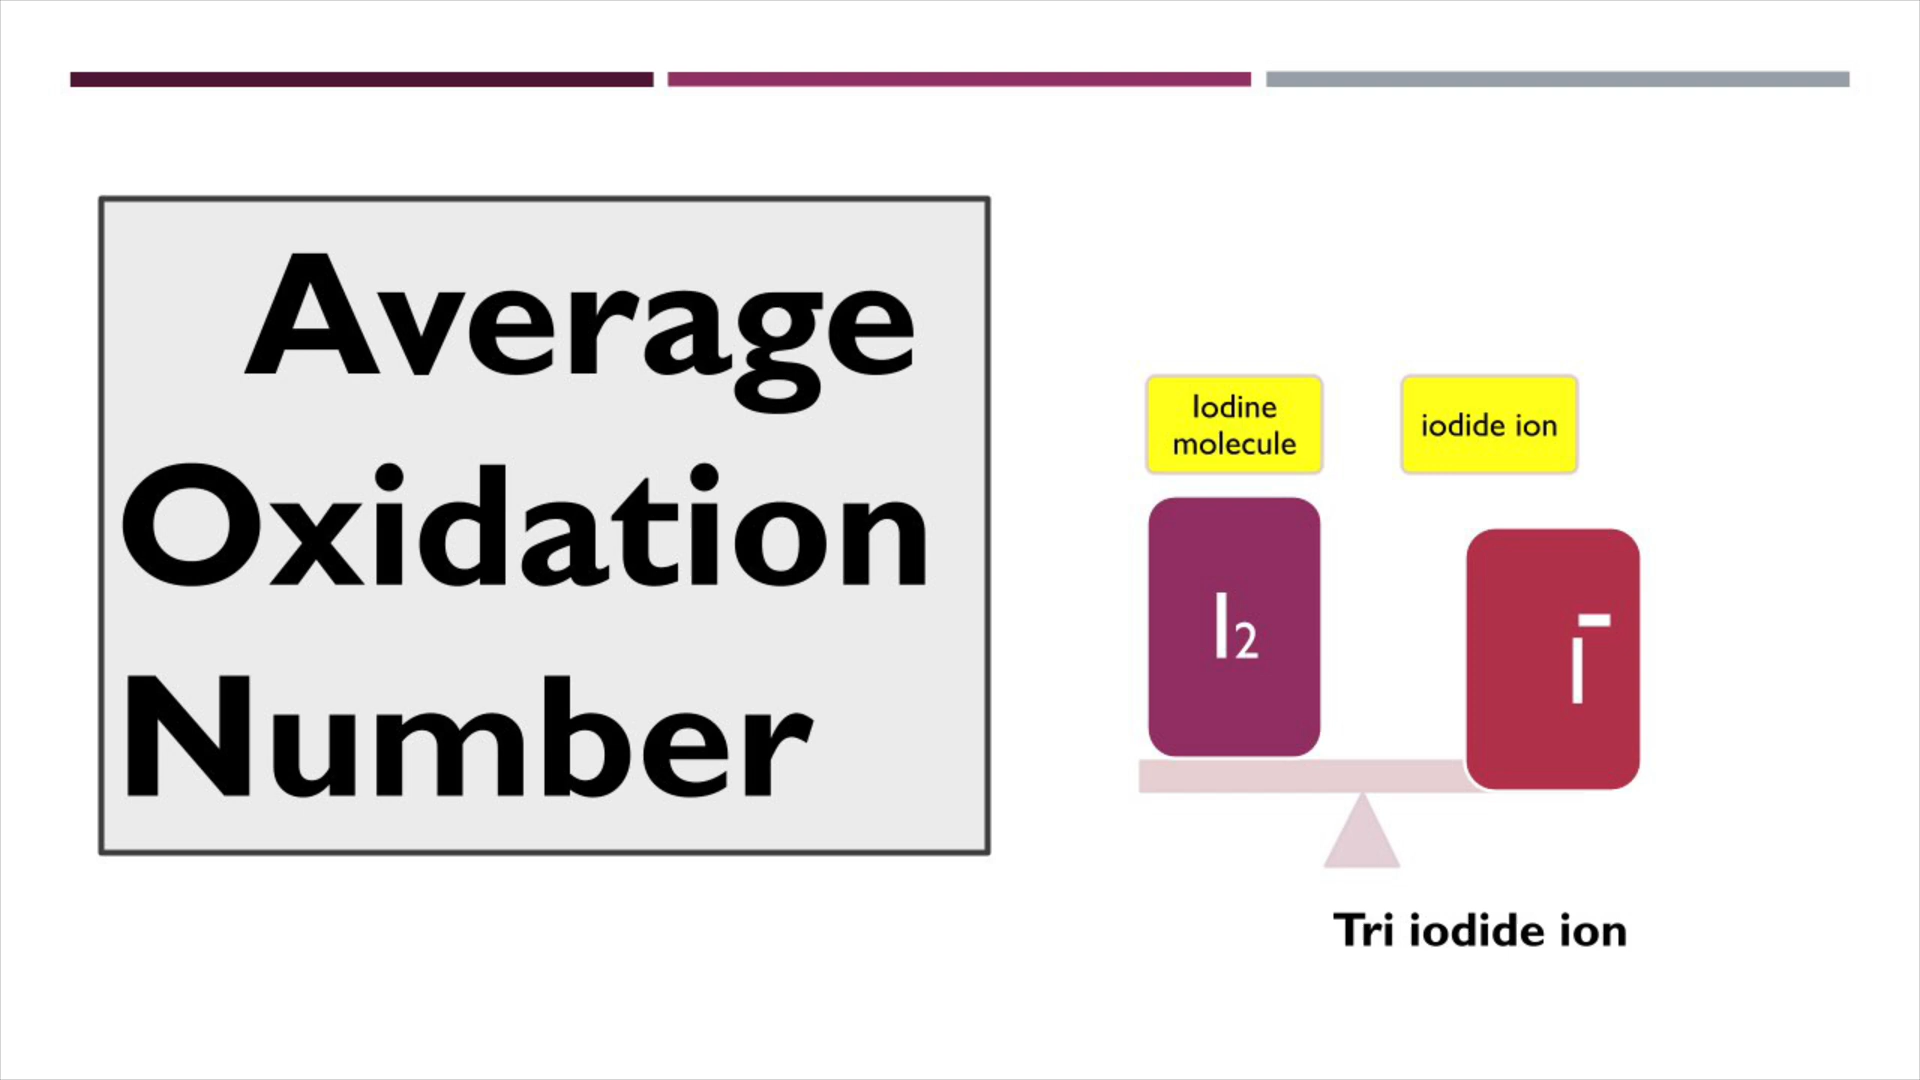 Average
Oxidation
Number
Iodine
molecule
iodide ion
I₂
I⁻
Tri iodide ion